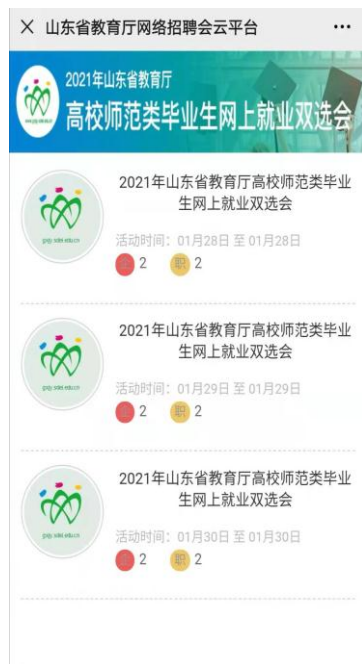 山东省教育厅网络招聘会云平台
2021年山东省教育厅
高校师范类毕业生网上就业双选会
2021年山东省教育厅高校师范类毕业
生网上就业双选会
活动时间：01月28日 至 01月28日
2 职 2
2021年山东省教育厅高校师范类毕业
生网上就业双选会
活动时间：01月29日 至 01月29日
2 职 2
2021年山东省教育厅高校师范类毕业
生网上就业双选会
活动时间：01月30日 至 01月30日
2 职 2